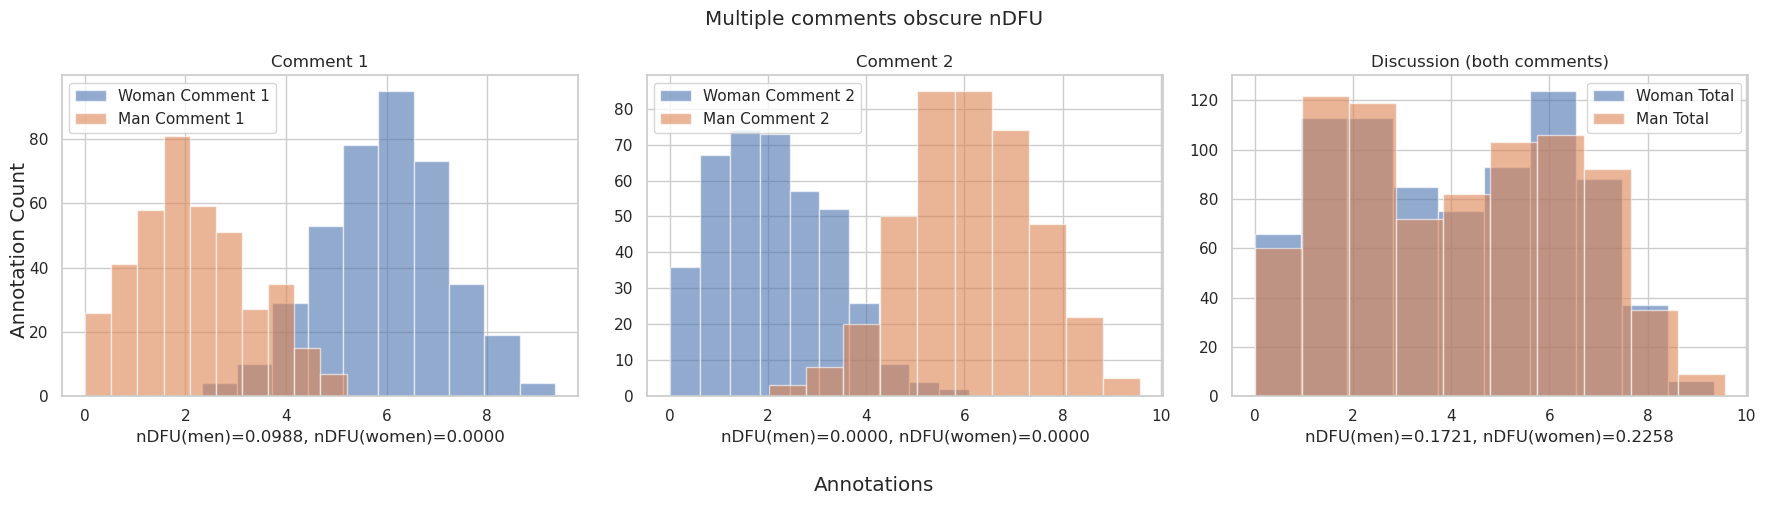 Multiple comments obscure nDFU
Comment 1
Woman Comment 1
Man Comment 1
Annotation Count
80
60
40
20
0
0 2 4 6 8
nDFU(men)=0.0988, nDFU(women)=0.0000
Comment 2
Woman Comment 2
Man Comment 2
80
70
60
50
40
30
20
10
0
0 2 4 6 8 10
nDFU(men)=0.0000, nDFU(women)=0.0000
Discussion (both comments)
Woman Total
Man Total
120
100
80
60
40
20
0
0 2 4 6 8 10
nDFU(men)=0.1721, nDFU(women)=0.2258
Annotations